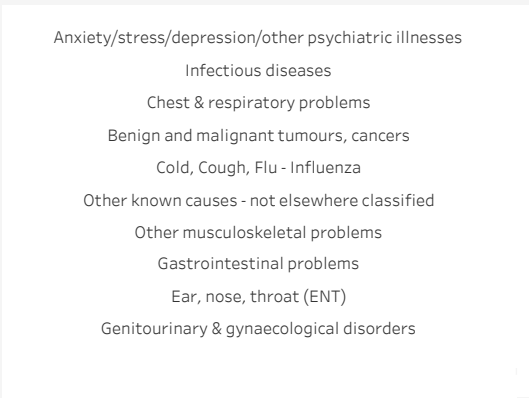 Anxiety/stress/depression/other psychiatric illnesses
Infectious diseases
Chest & respiratory problems
Benign and malignant tumours, cancers
Cold, Cough, Flu - Influenza
Other known causes - not elsewhere classified
Other musculoskeletal problems
Gastrointestinal problems
Ear, nose, throat (ENT)
Genitourinary & gynaecological disorders